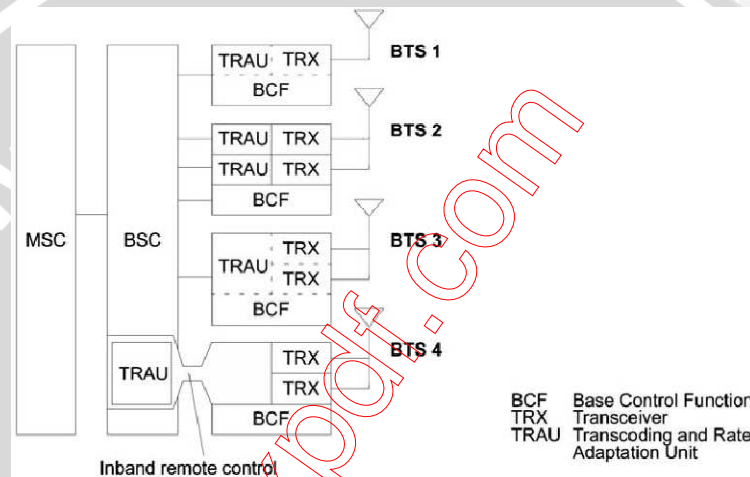 TRAU TRX BTS 1
BCF
BTS 2
TRAU TRX
TRAU TRX
BCF
MSC BSC TRX BTS 3
TRAU
TRX
BCF
TRX BTS 4
TRAU
TRX
BCF
BCF Base Control Function
TRX Transceiver
TRAU Transcoding and Rate
Adaptation Unit
Inband remote control
xpdf.com